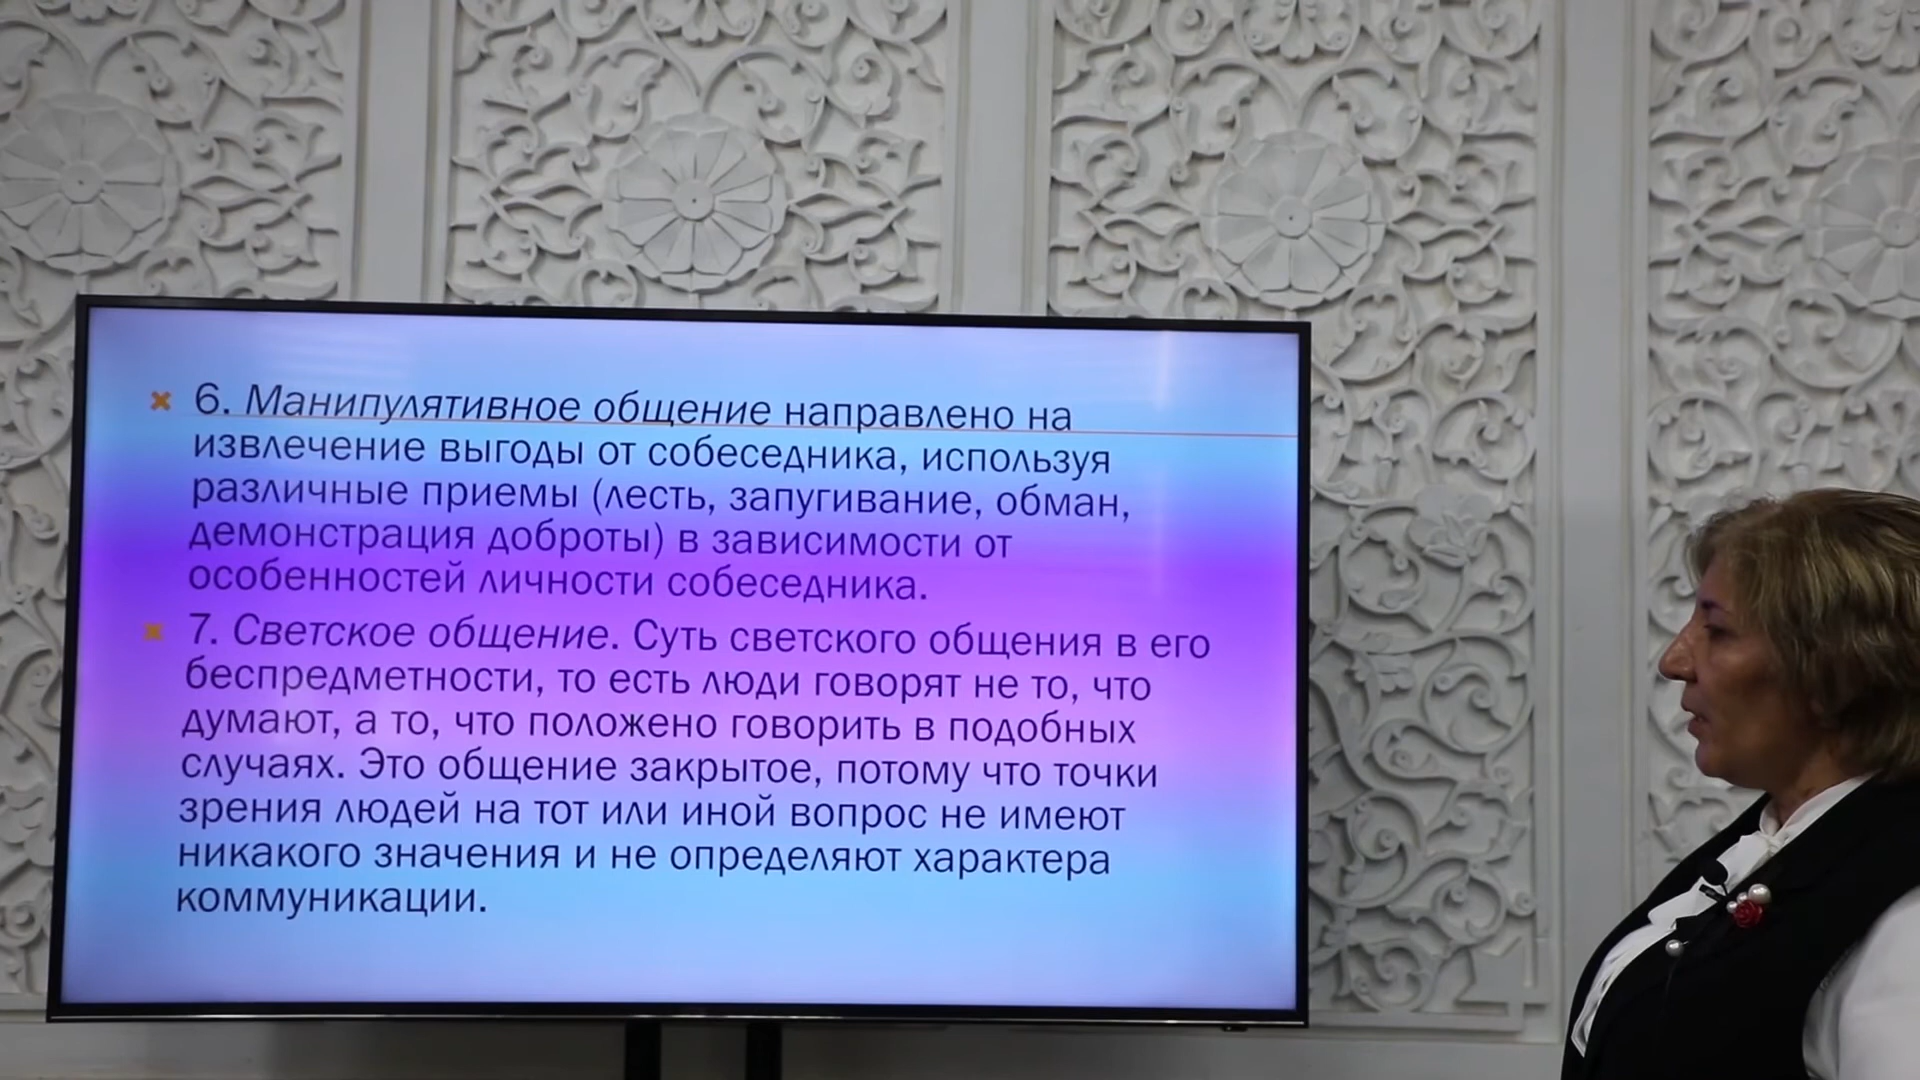 6. Манипулятивное общение направлено на
извлечение выгоды от собеседника, используя
различные приемы (лесть, запугивание, обман,
демонстрация доброты) в зависимости от
особенностей личности собеседника.
7. Светское общение. Суть светского общения в его
беспредметности, то есть люди говорят не то, что
думают, а то, что положено говорить в подобных
случаях. Это общение закрытое, потому что точки
зрения людей на тот или иной вопрос не имеют
никакого значения и не определяют характера
коммуникации.